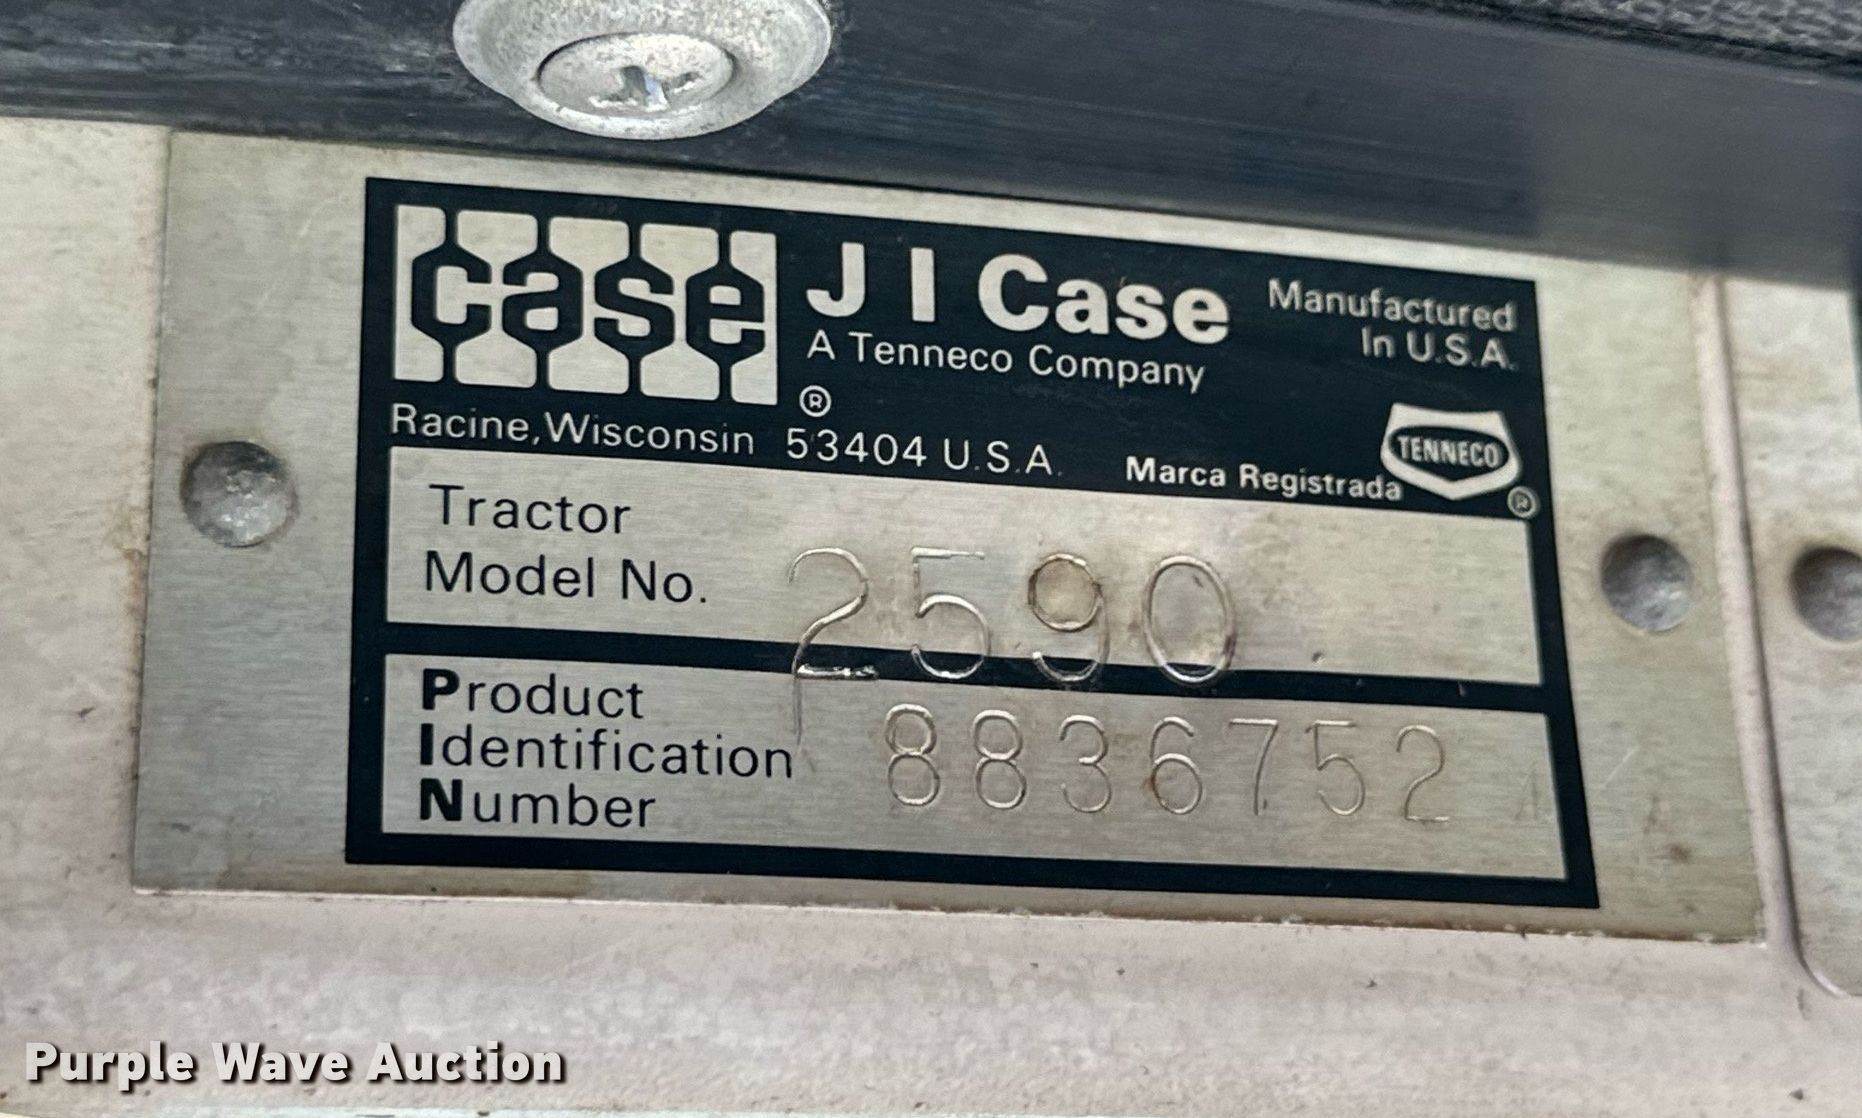 case
J I Case
A Tenneco Company
®
Manufactured
In U.S.A.
Racine, Wisconsin 53404 U.S.A.
Marca Registrada
TENNECO
®
Tractor
Model No. 2590
Product
Identification
Number
8836752
Purple Wave Auction